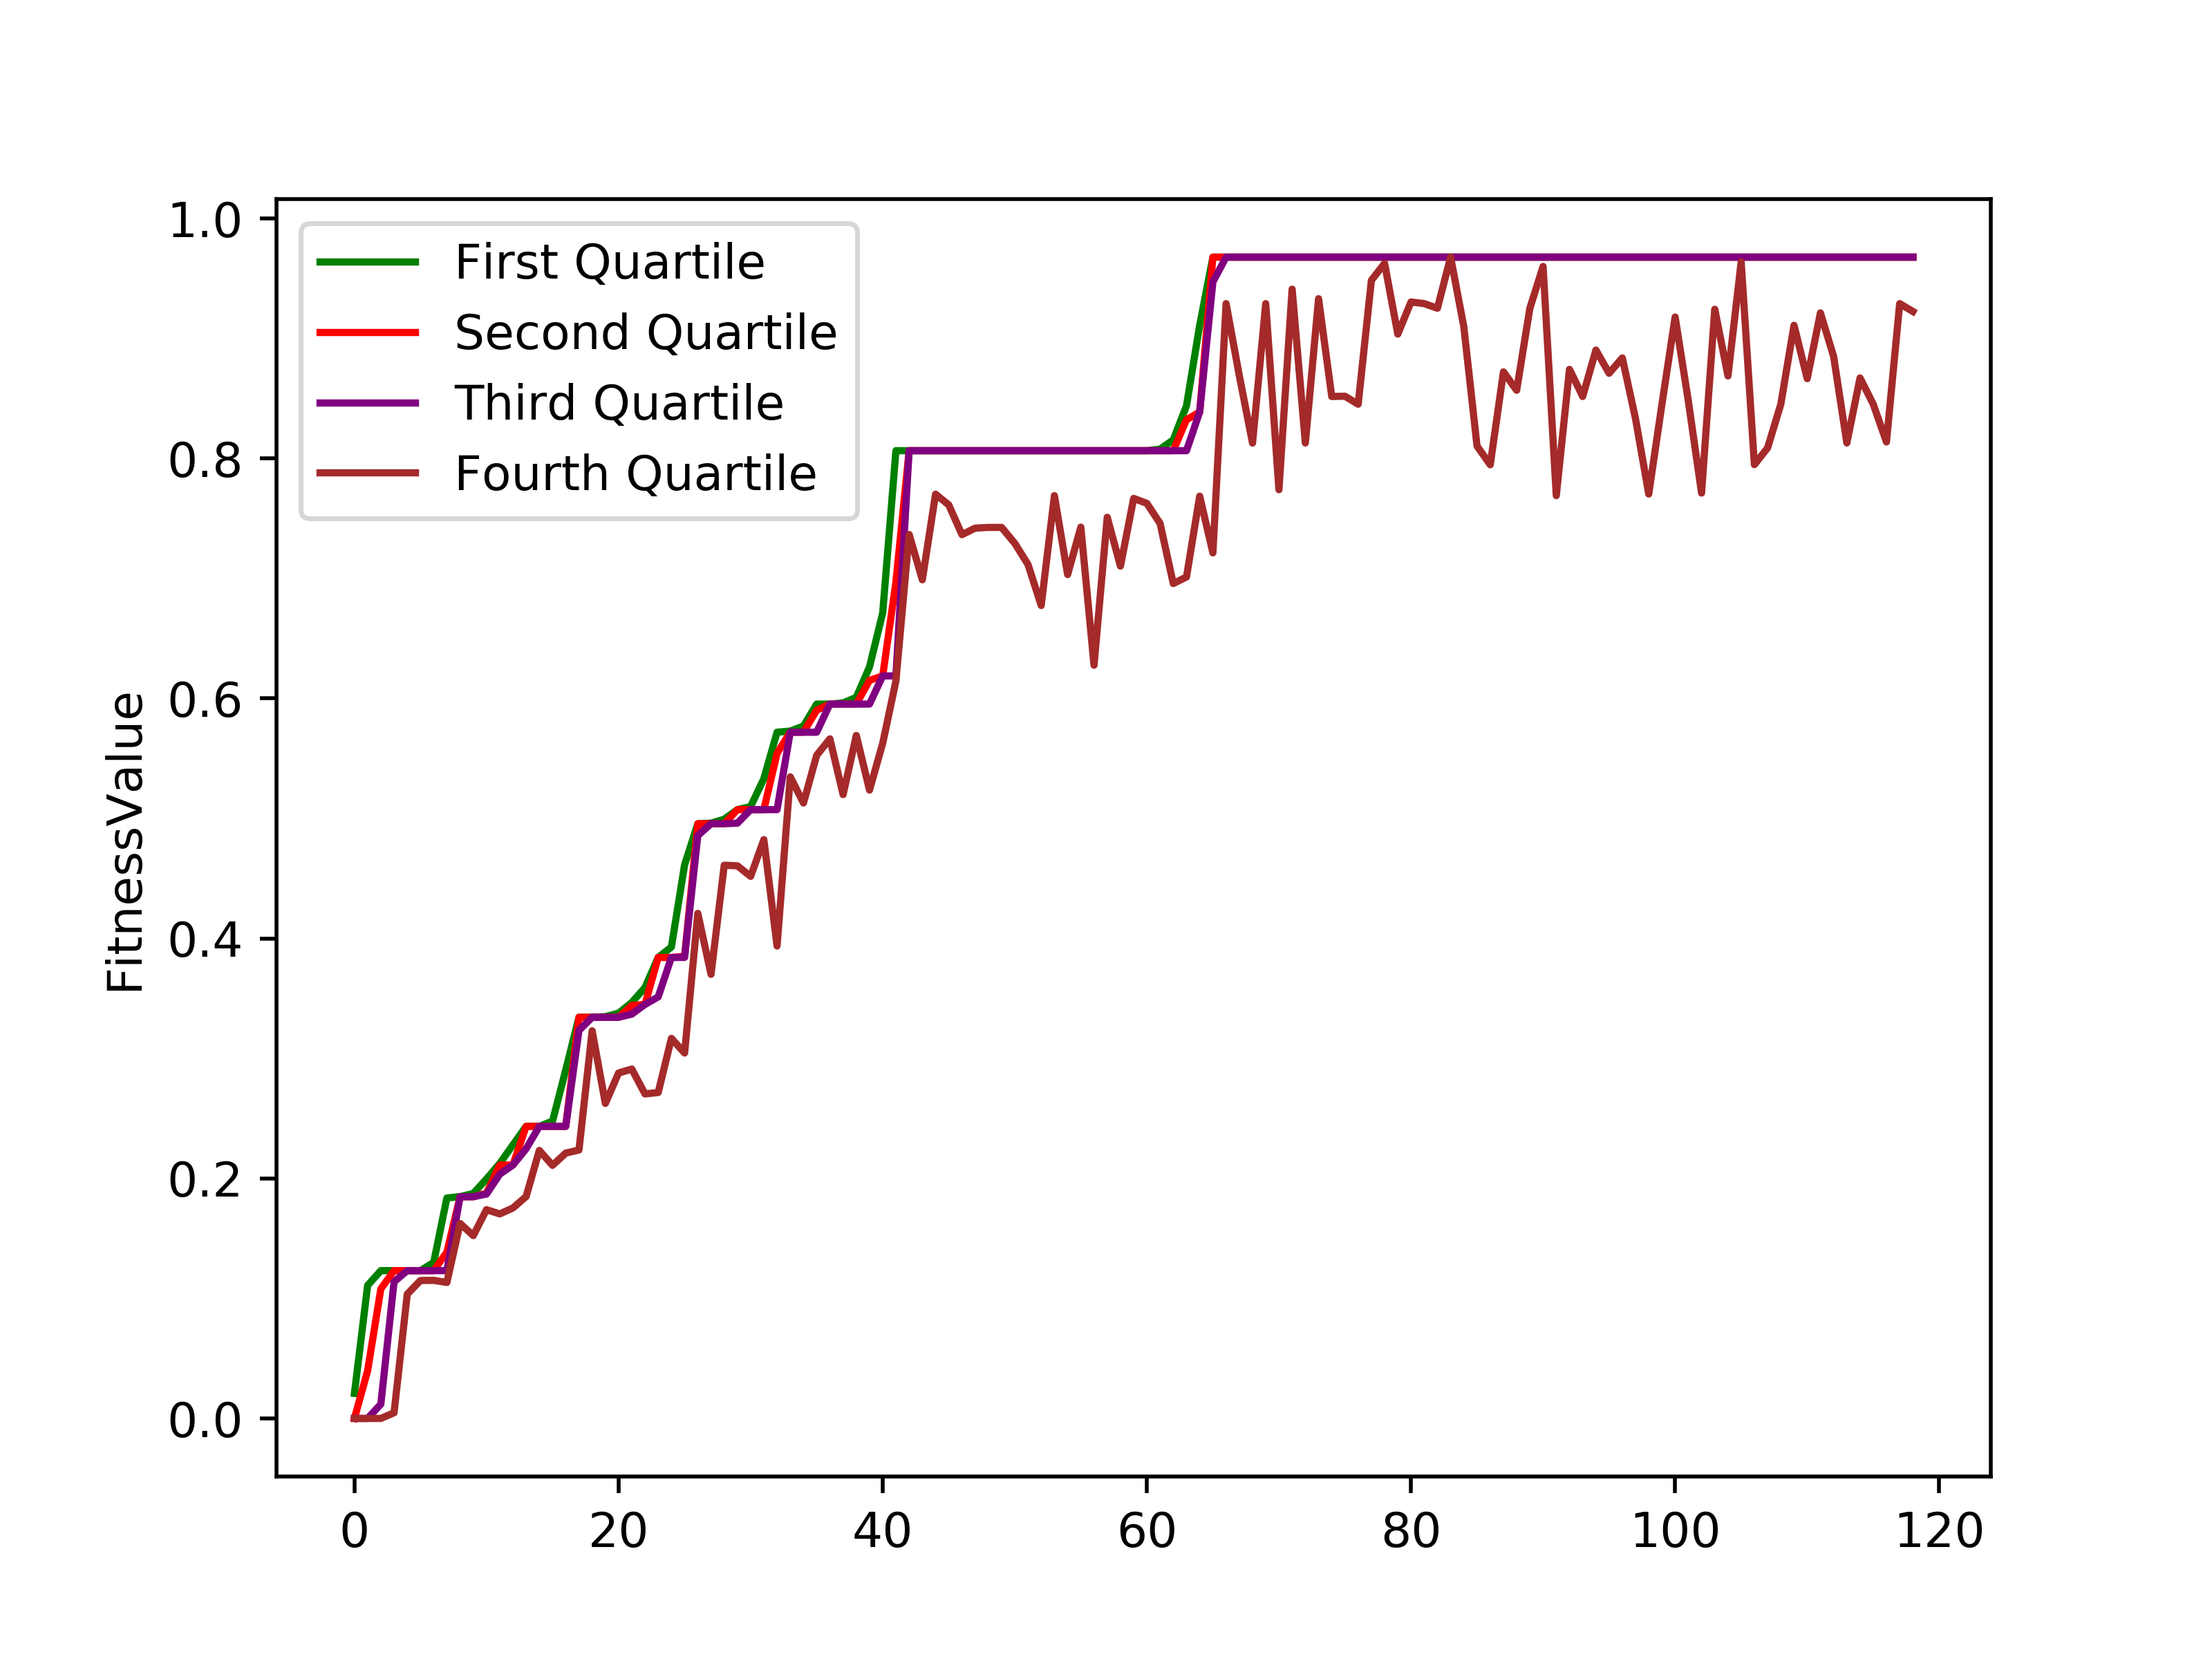 1.0
0.8
0.6
0.4
0.2
0.0
FitnessValue
First Quartile
Second Quartile
Third Quartile
Fourth Quartile
0 20 40 60 80 100 120